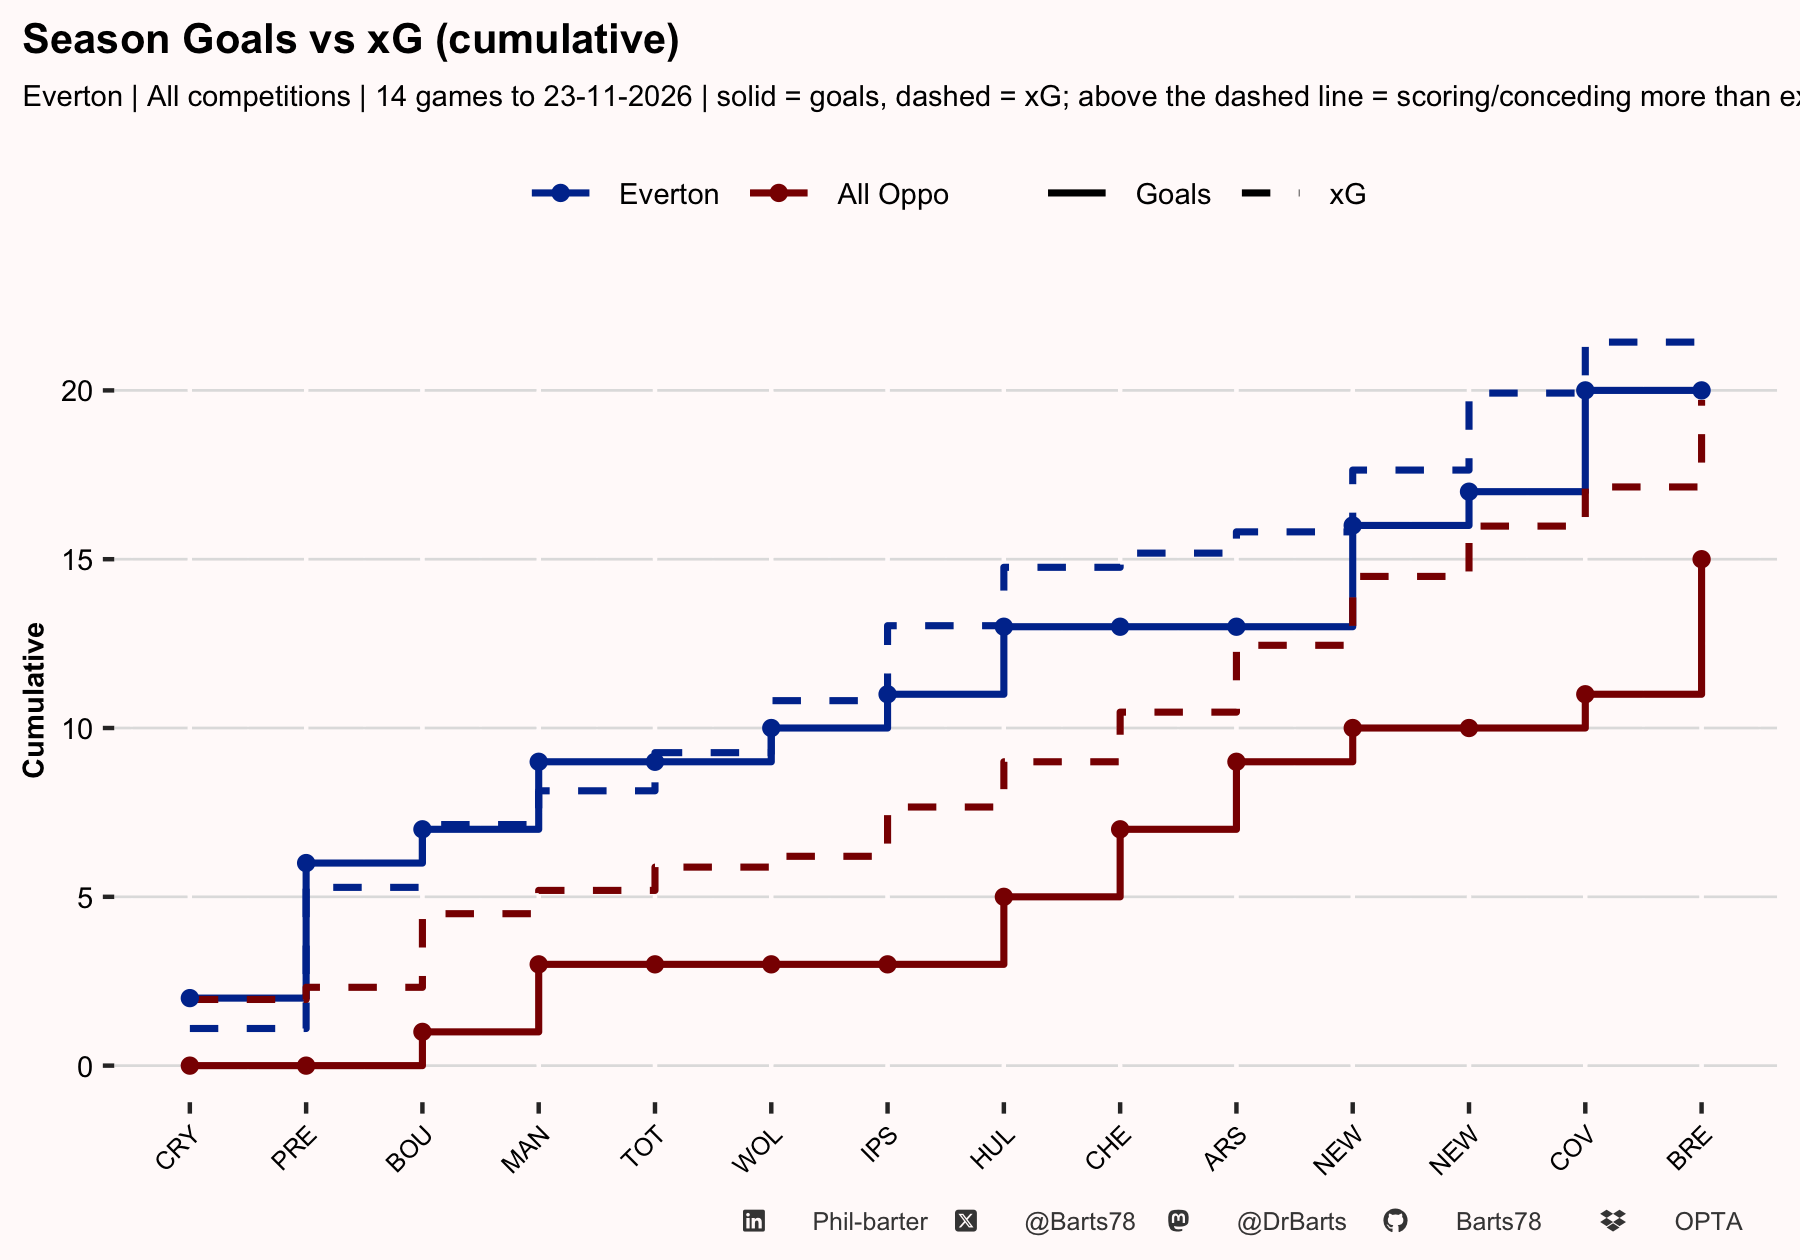 Season Goals vs xG (cumulative)
Everton | All competitions | 14 games to 23-11-2026 | solid = goals, dashed = xG; above the dashed line = scoring/conceding more than ex
Everton All Oppo Goals xG
20
15
10
5
0
Cumulative
CRY PRE BOU MAN TOT WOL IPS HUL CHE ARS NEW NEW COV BRE
Phil-barter @Barts78 @DrBarts Barts78 OPTA